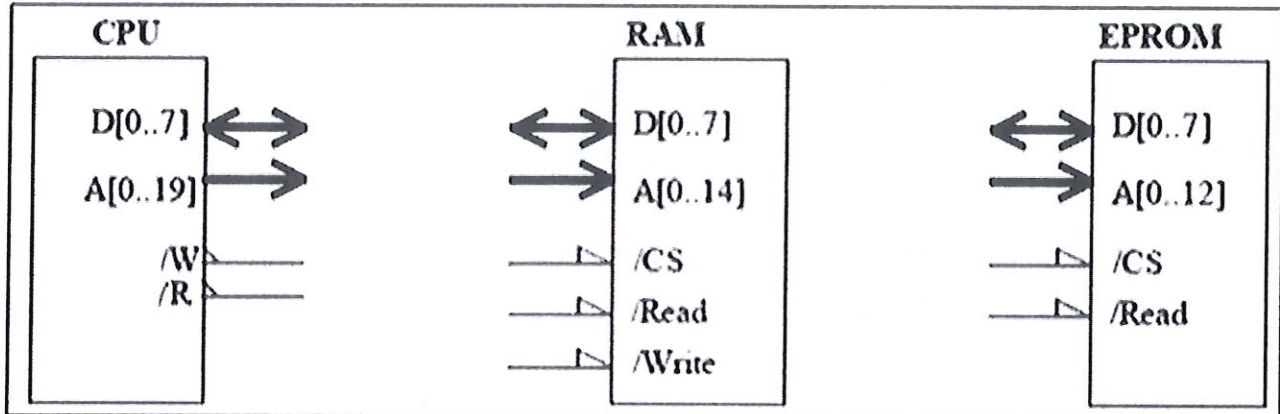 CPU RAM EPROM
D[0..7] D[0..7] D[0..7]
A[0..19] A[0..14] A[0..12]
/W /CS /CS
/R /Read /Read
/Write